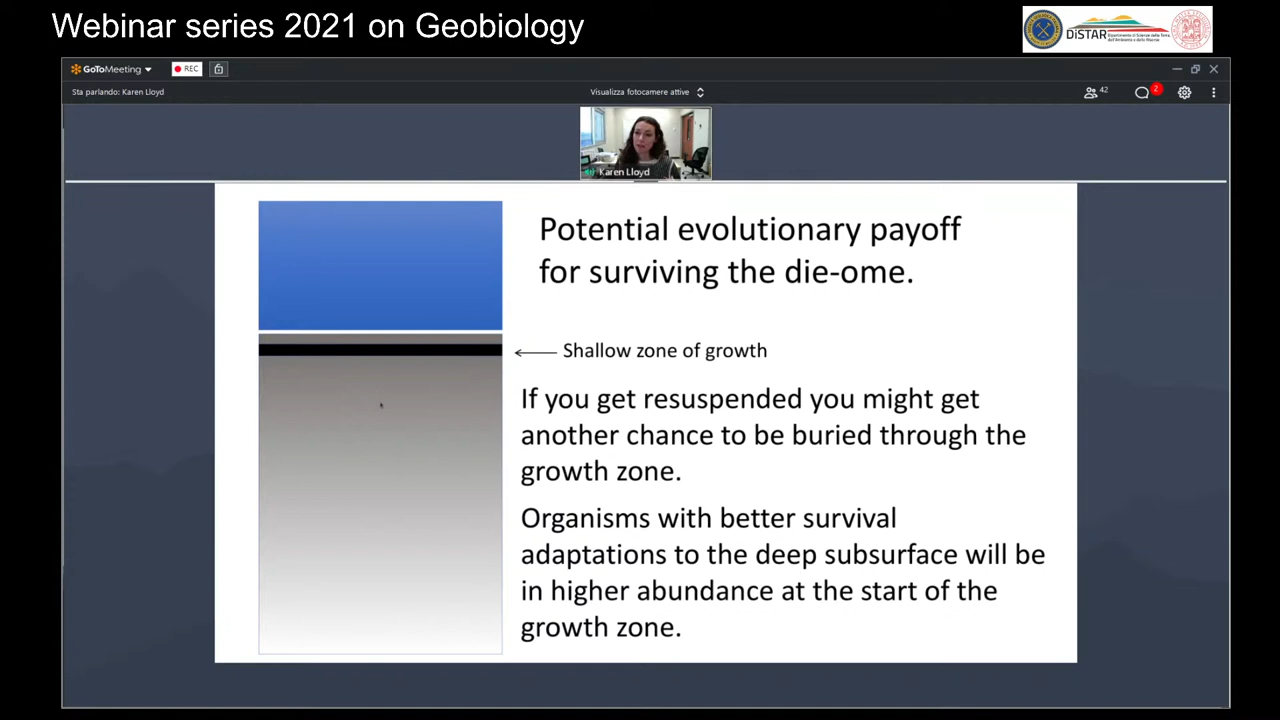 Webinar series 2021 on Geobiology
DiSTAR
GoToMeeting
REC
Sta parlando: Karen Lloyd
Visualizza fotocamere attive
42
2
Karen Lloyd
Potential evolutionary payoff
for surviving the die-ome.
Shallow zone of growth
If you get resuspended you might get
another chance to be buried through the
growth zone.
Organisms with better survival
adaptations to the deep subsurface will be
in higher abundance at the start of the
growth zone.